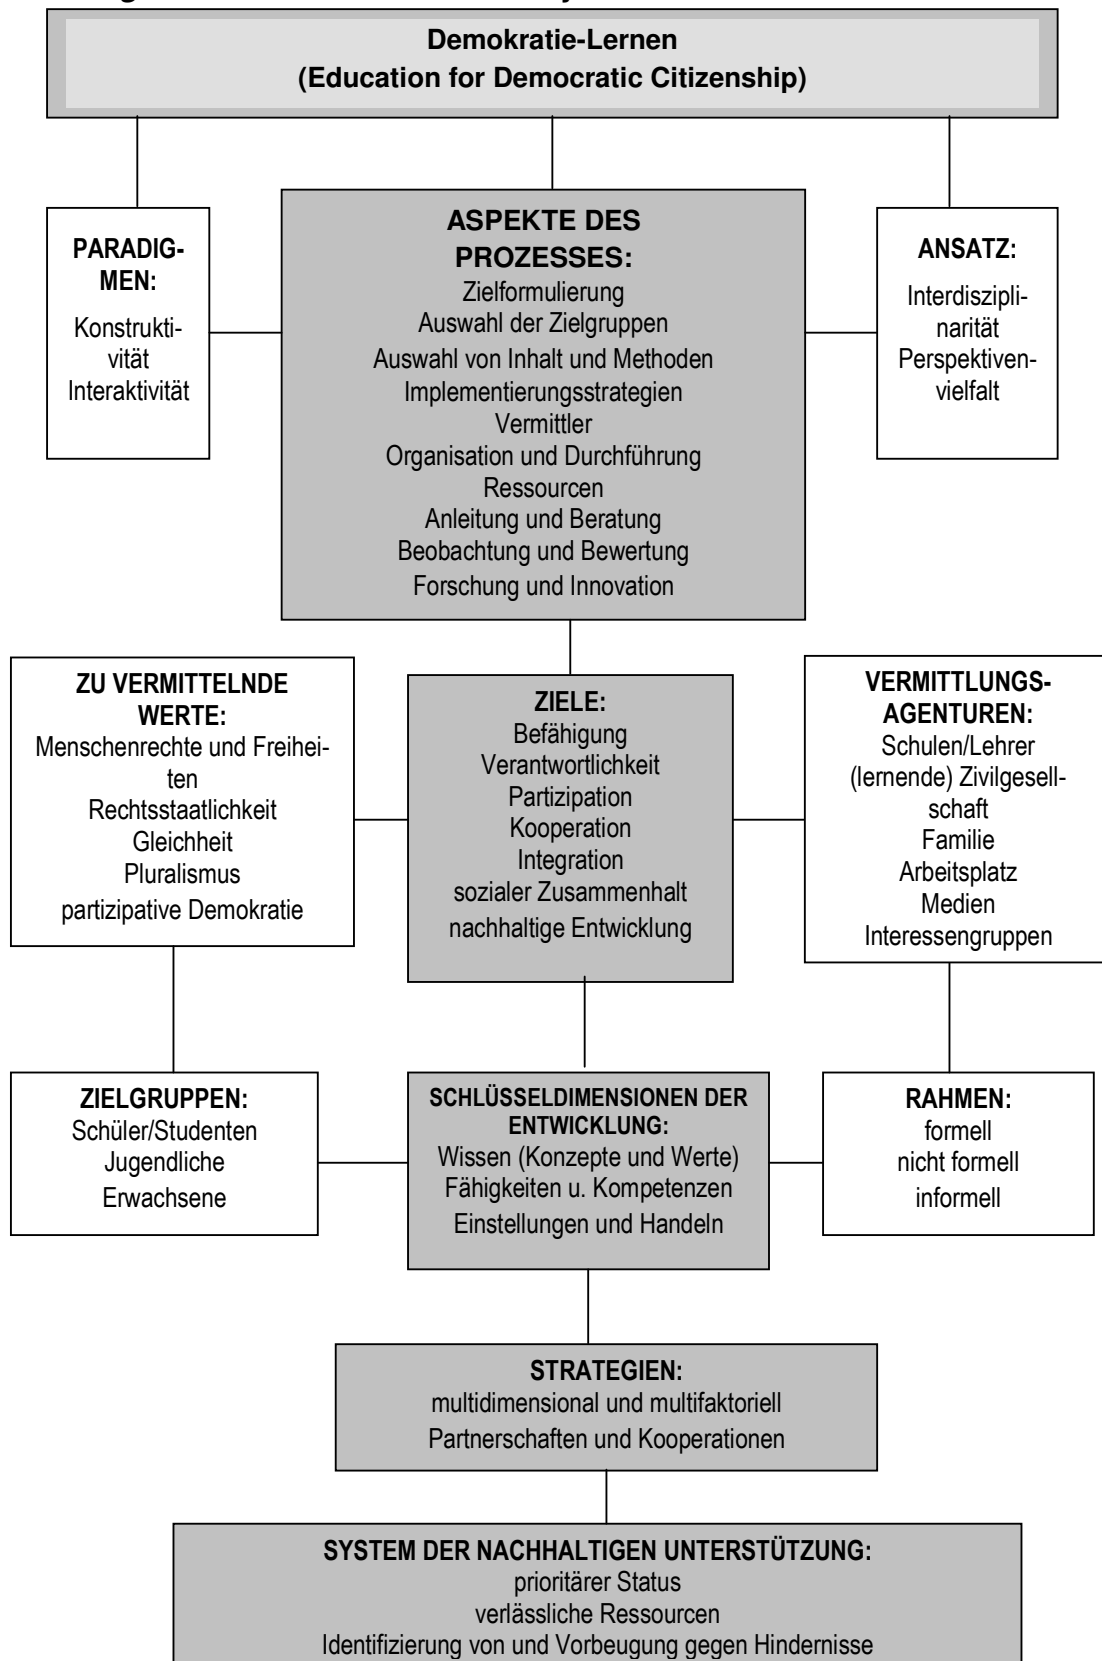 Demokratie-Lernen
(Education for Democratic Citizenship)
PARADIG-
MEN:
Konstrukti-
vität
Interaktivität
ASPEKTE DES
PROZESSES:
Zielformulierung
Auswahl der Zielgruppen
Auswahl von Inhalt und Methoden
Implementierungsstrategien
Vermittler
Organisation und Durchführung
Ressourcen
Anleitung und Beratung
Beobachtung und Bewertung
Forschung und Innovation
ANSATZ:
Interdiszipli-
narität
Perspektiven-
vielfalt
ZU VERMITTELNDE
WERTE:
Menschenrechte und Freihei-
ten
Rechtsstaatlichkeit
Gleichheit
Pluralismus
partizipative Demokratie
ZIELE:
Befähigung
Verantwortlichkeit
Partizipation
Kooperation
Integration
sozialer Zusammenhalt
nachhaltige Entwicklung
VERMITTLUNGS-
AGENTUREN:
Schulen/Lehrer
(lernende) Zivilgesell-
schaft
Familie
Arbeitsplatz
Medien
Interessengruppen
ZIELGRUPPEN:
Schüler/Studenten
Jugendliche
Erwachsene
SCHLÜSSELDIMENSIONEN DER
ENTWICKLUNG:
Wissen (Konzepte und Werte)
Fähigkeiten u. Kompetenzen
Einstellungen und Handeln
RAHMEN:
formell
nicht formell
informell
STRATEGIEN:
multidimensional und multifaktoriell
Partnerschaften und Kooperationen
SYSTEM DER NACHHALTIGEN UNTERSTÜTZUNG:
prioritärer Status
verlässliche Ressourcen
Identifizierung von und Vorbeugung gegen Hindernisse